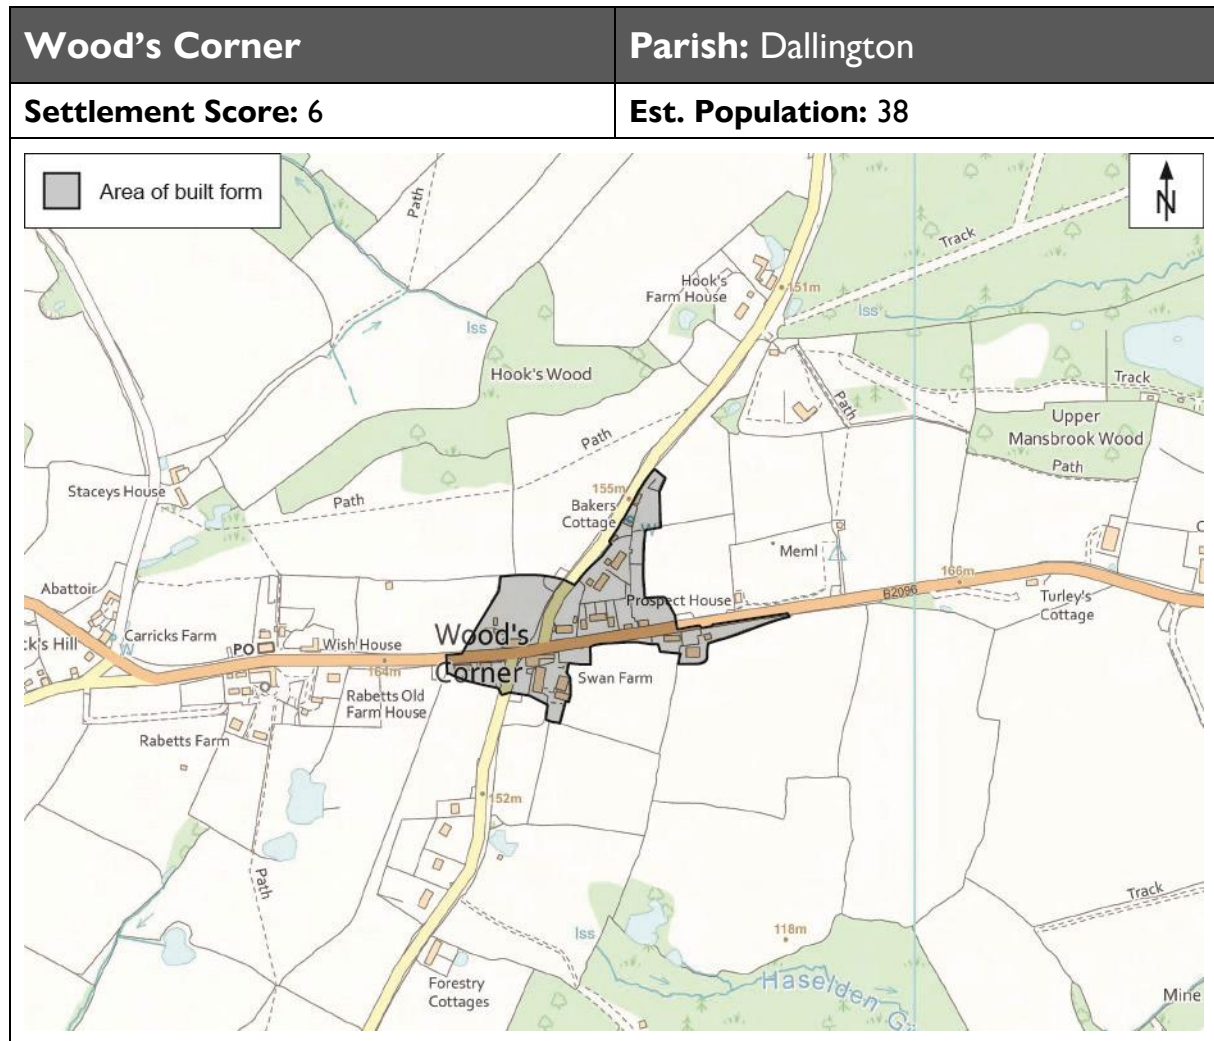 Wood's Corner
Parish: Dallington
Settlement Score: 6
Est. Population: 38
Area of built form
N
Path
Track
Hook's
Farm House
151m
Iss
Iss
Hook's Wood
Track
Path
Upper
Mansbrook Wood
Path
Path
Staceys House
Path
155m
Bakers
Cottage
W
Meml
166m
Abattoir
Prospect House
B2096
Turley's
Cottage
Carricks Farm
W
k's Hill
PO
Wish House
Wood's
Corner
164m
Swan Farm
Rabetts Old
Farm House
Rabetts Farm
152m
Path
Track
Iss
118m
Haselden
Forestry
Cottages
Mine